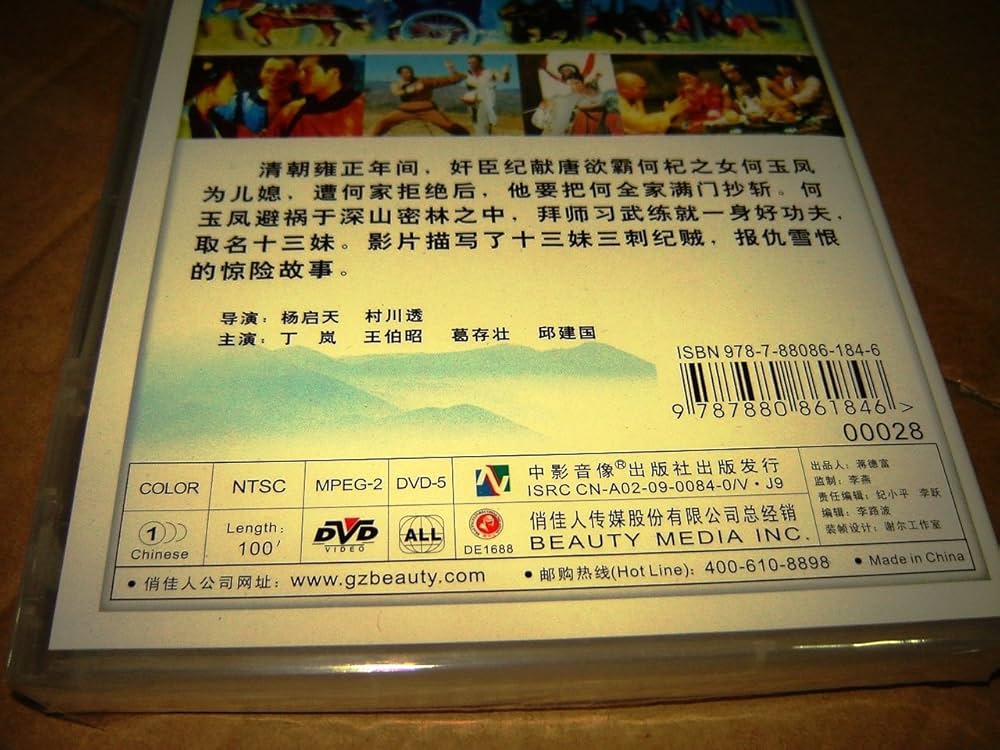 清朝雍正年间，奸臣纪献唐欲霸何杞之女何玉凤
为儿媳，遭何家拒绝后，他要把何全家满门抄斩。何
玉凤避祸于深山密林之中，拜师习武练就一身好功夫，
取名十三妹。影片描写了十三妹三刺纪贼，报仇雪恨
的惊险故事。
导演：杨启天 村川透
主演：丁 岚 王伯昭 葛存壮 邱建国
ISBN 978-7-88086-184-6
9 787880 861846 >
00028
COLOR NTSC MPEG-2 DVD-5
中影音像®出版社出版发行
ISRC CN-A02-09-0084-0/V·J9
1 Chinese
Length: 100'
DVD VIDEO
ALL
DE1688
俏佳人传媒股份有限公司总经销
BEAUTY MEDIA INC.
出品人：蒋德富
监制：李燕
责任编辑：纪小平 李跃
编辑：李路波
装帧设计：谢尔工作室
• 俏佳人公司网址：www.gzbeauty.com • 邮购热线(Hot Line)：400-610-8898 • Made in China